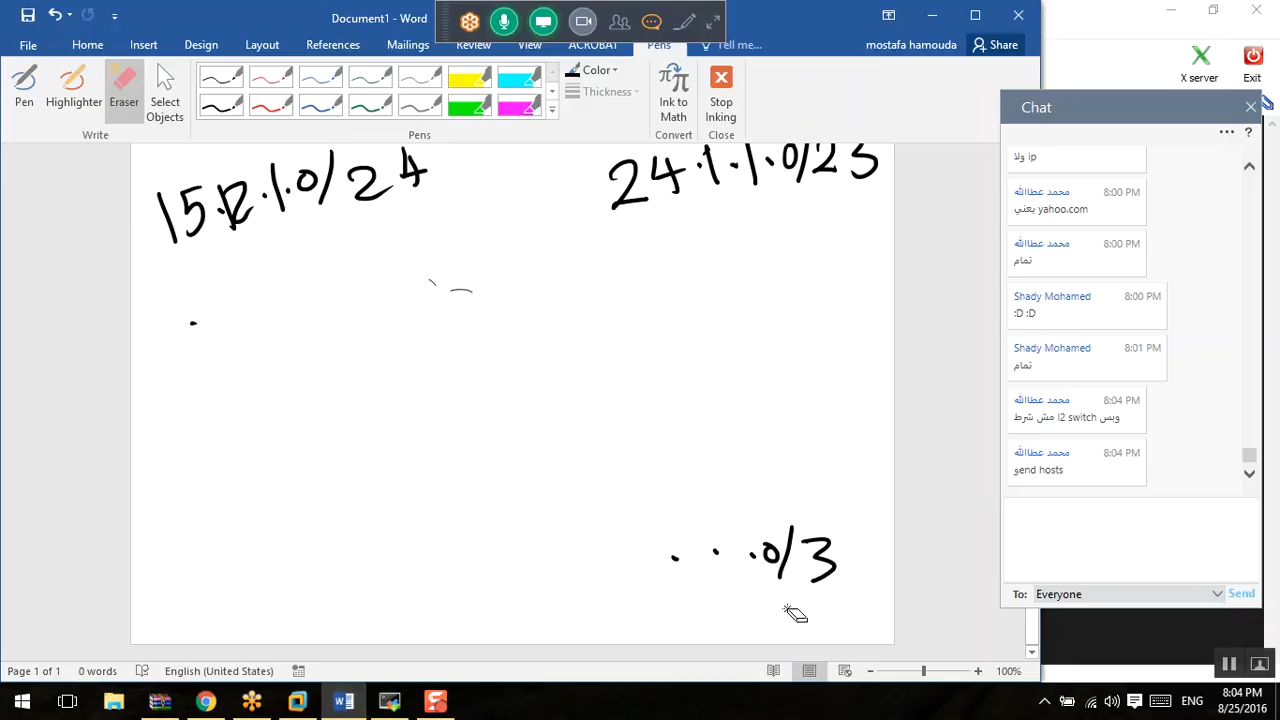 Document1 - Word
File Home Insert Design Layout References Mailings Review View ACROBAT Pens Tell me...
mostafa hamouda Share
Pen Highlighter Eraser Select Objects
Color
Thickness
Ink to Math
Stop Inking
Write Pens Convert Close
15.12.1.0/24
24.1.1.0/23
. . .0/3
X server Exit
Chat
ولا ip
محمد عطاالله 8:00 PM
يعني yahoo.com
محمد عطاالله 8:00 PM
تمام
Shady Mohamed 8:00 PM
:D :D
Shady Mohamed 8:01 PM
تمام
محمد عطاالله 8:04 PM
وبس l2 switch مش شرط
محمد عطاالله 8:04 PM
وend hosts
To: Everyone Send
Page 1 of 1 0 words English (United States) 100%
ENG
8:04 PM
8/25/2016